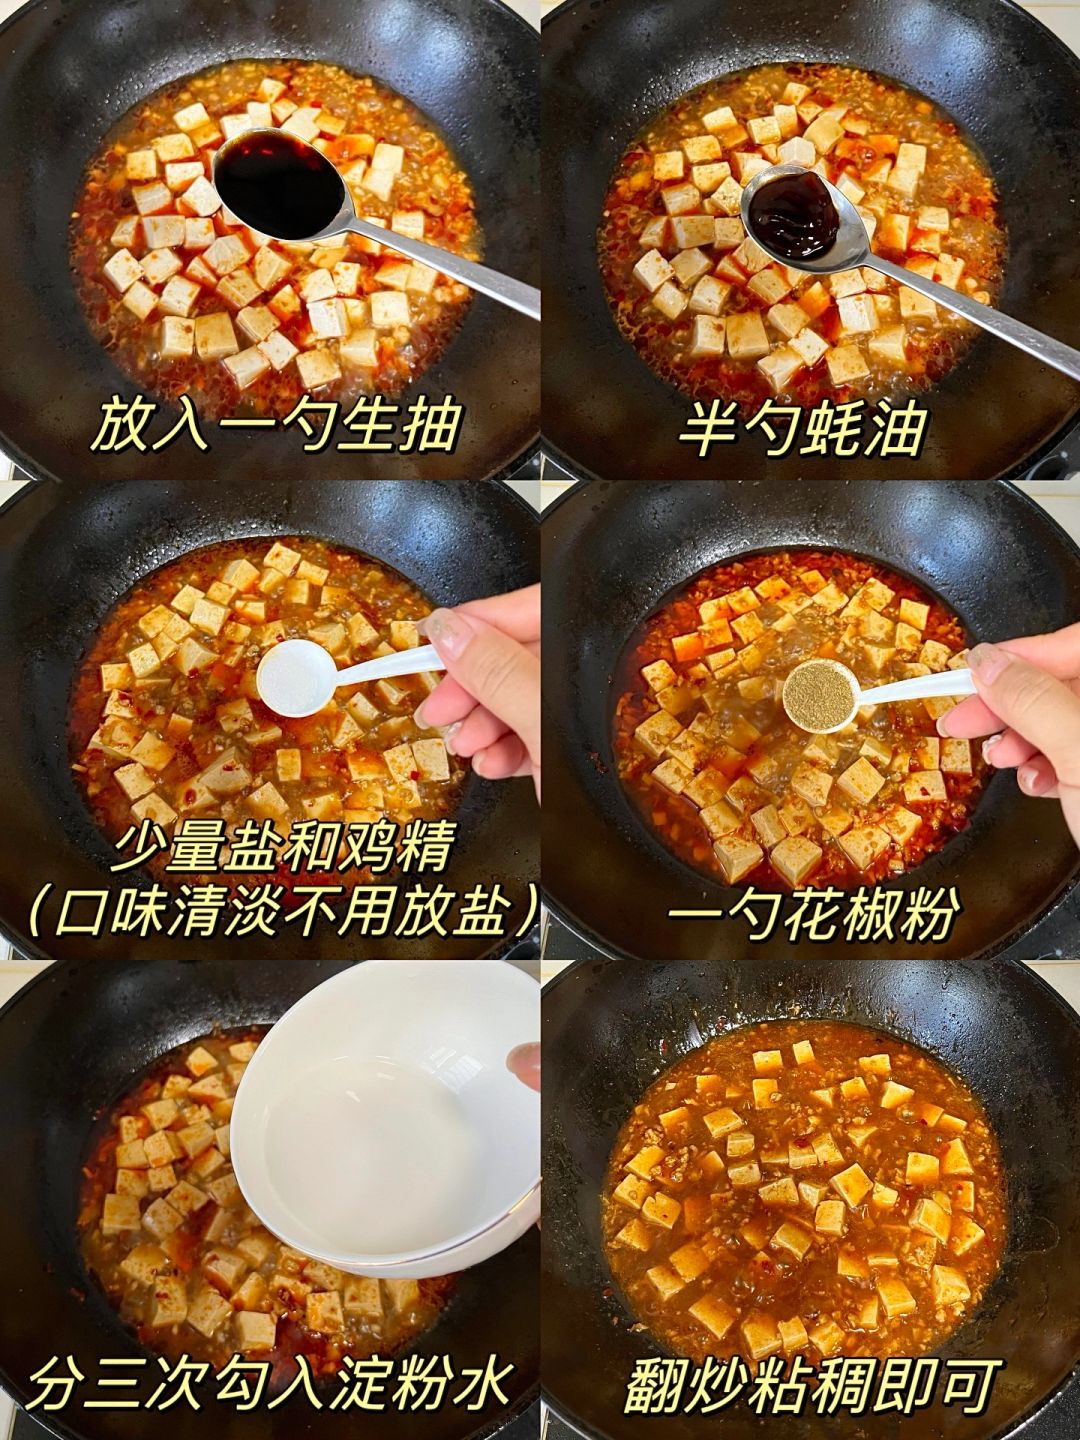 放入一勺生抽
半勺蚝油
少量盐和鸡精
（口味清淡不用放盐）
一勺花椒粉
分三次勾入淀粉水
翻炒粘稠即可